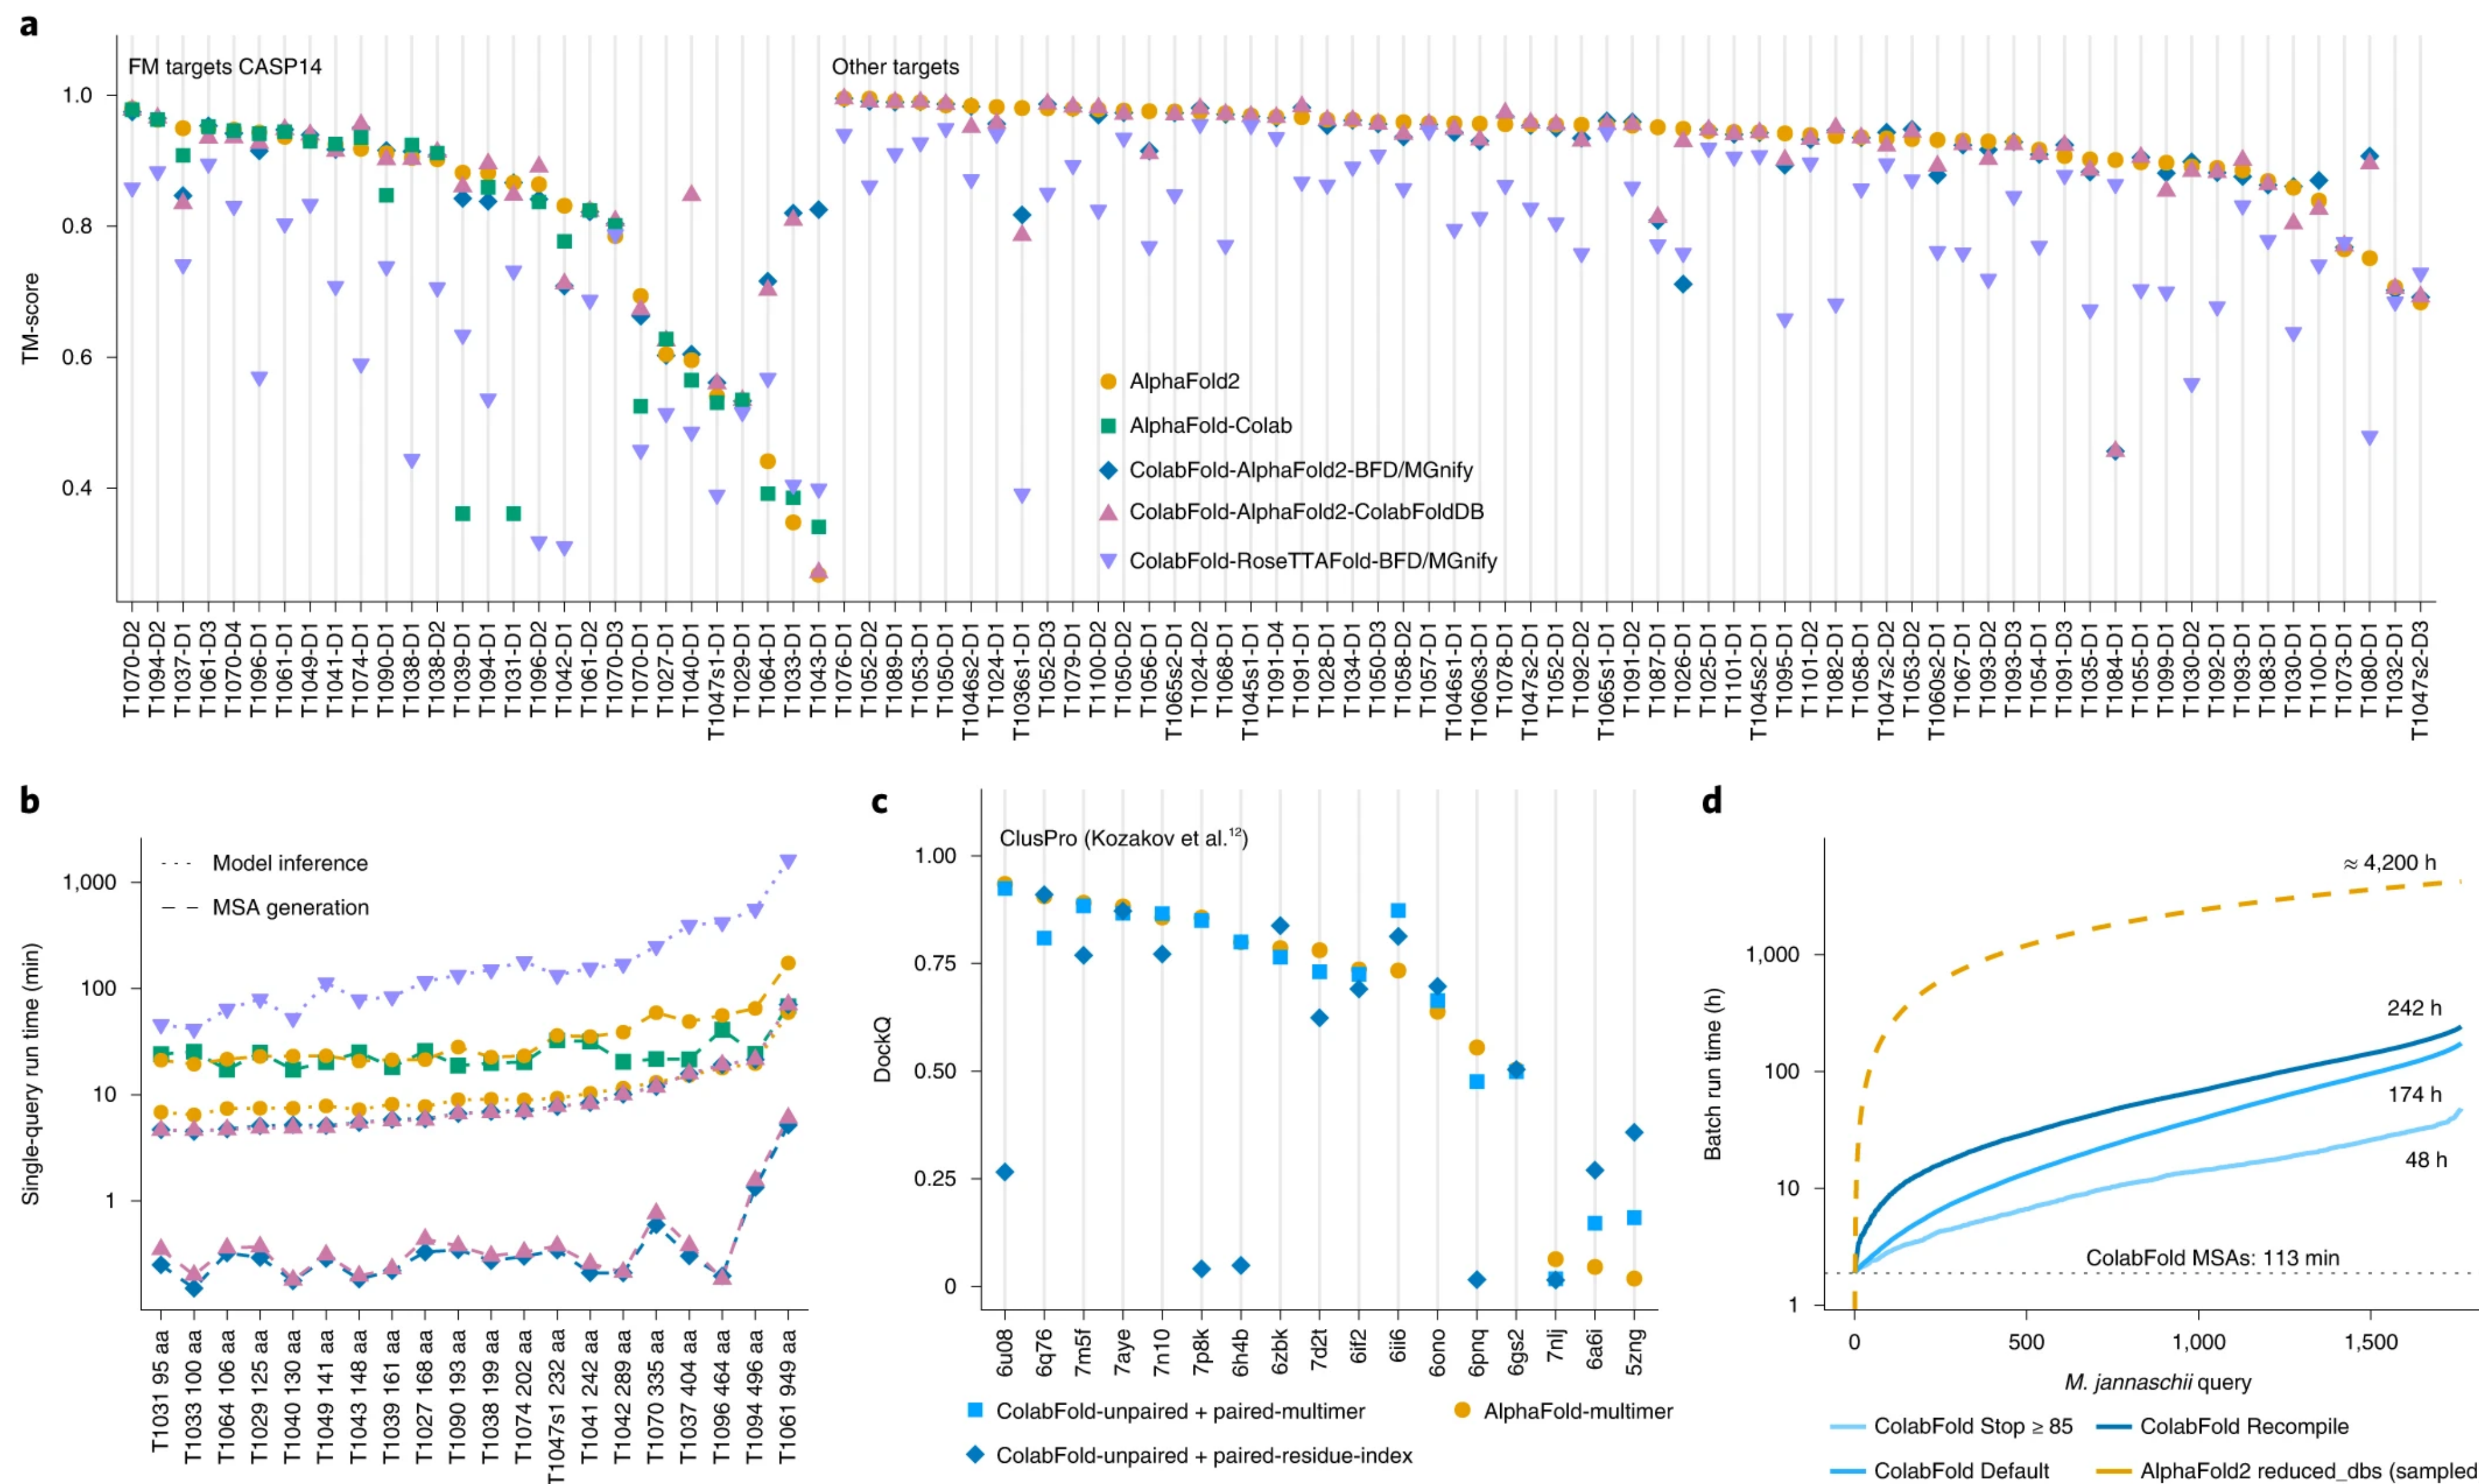 a
FM targets CASP14
Other targets
1.0
0.8
0.6
0.4
TM-score
AlphaFold2
AlphaFold-Colab
ColabFold-AlphaFold2-BFD/MGnify
ColabFold-AlphaFold2-ColabFoldDB
ColabFold-RoseTTAFold-BFD/MGnify
T1070-D2
T1094-D2
T1037-D1
T1061-D3
T1070-D4
T1096-D1
T1061-D1
T1049-D1
T1041-D1
T1074-D1
T1090-D1
T1038-D1
T1038-D2
T1039-D1
T1094-D1
T1031-D1
T1096-D2
T1042-D1
T1061-D2
T1070-D3
T1070-D1
T1027-D1
T1040-D1
T1047s1-D1
T1029-D1
T1064-D1
T1033-D1
T1043-D1
T1076-D1
T1052-D2
T1089-D1
T1053-D1
T1050-D1
T1046s2-D1
T1024-D1
T1036s1-D1
T1052-D3
T1079-D1
T1100-D2
T1050-D2
T1056-D1
T1065s2-D1
T1024-D2
T1068-D1
T1045s1-D1
T1091-D4
T1091-D1
T1028-D1
T1034-D1
T1050-D3
T1058-D2
T1057-D1
T1046s1-D1
T1060s3-D1
T1078-D1
T1047s2-D1
T1052-D1
T1092-D2
T1065s1-D1
T1091-D2
T1087-D1
T1026-D1
T1025-D1
T1101-D1
T1045s2-D1
T1095-D1
T1101-D2
T1082-D1
T1058-D1
T1047s2-D2
T1053-D2
T1060s2-D1
T1067-D1
T1093-D2
T1093-D3
T1054-D1
T1091-D3
T1035-D1
T1084-D1
T1055-D1
T1099-D1
T1030-D2
T1092-D1
T1093-D1
T1083-D1
T1030-D1
T1100-D1
T1073-D1
T1080-D1
T1032-D1
T1047s2-D3
b
Model inference
MSA generation
1,000
100
10
1
Single-query run time (min)
T1031 95 aa
T1033 100 aa
T1064 106 aa
T1029 125 aa
T1040 130 aa
T1049 141 aa
T1043 148 aa
T1039 161 aa
T1027 168 aa
T1090 193 aa
T1038 199 aa
T1074 202 aa
T1047s1 232 aa
T1041 242 aa
T1042 289 aa
T1070 335 aa
T1037 404 aa
T1096 464 aa
T1094 496 aa
T1061 949 aa
c
ClusPro (Kozakov et al.¹²)
1.00
0.75
0.50
0.25
0
DockQ
6u08
6q76
7m5f
7aye
7n10
7p8k
6h4b
6zbk
7d2t
6if2
6ii6
6ono
6pnq
6gs2
7nlj
6a6i
5zng
ColabFold-unpaired + paired-multimer
AlphaFold-multimer
ColabFold-unpaired + paired-residue-index
d
≈ 4,200 h
242 h
174 h
48 h
ColabFold MSAs: 113 min
1,000
100
10
1
Batch run time (h)
0
500
1,000
1,500
M. jannaschii query
ColabFold Stop ≥ 85
ColabFold Recompile
ColabFold Default
AlphaFold2 reduced_dbs (sampled